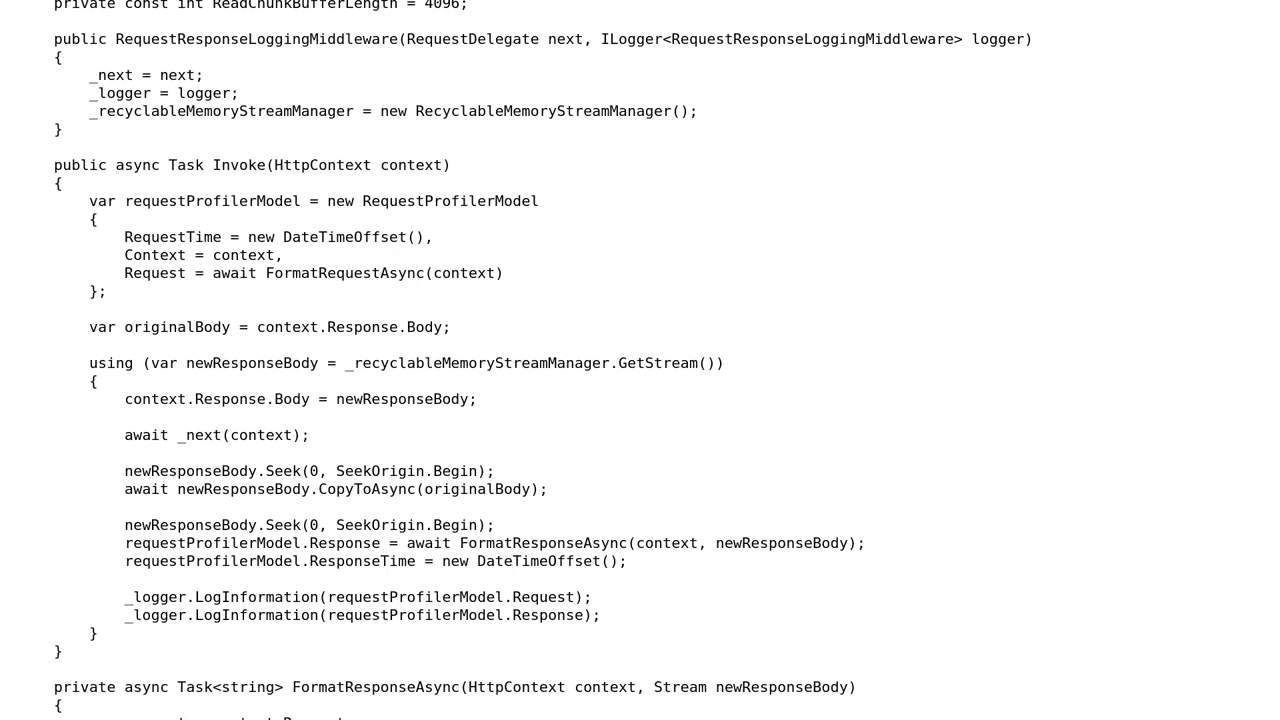 private const int ReadChunkBufferLength = 4096;
public RequestResponseLoggingMiddleware(RequestDelegate next, ILogger<RequestResponseLoggingMiddleware> logger)
{
_next = next;
_logger = logger;
_recyclableMemoryStreamManager = new RecyclableMemoryStreamManager();
}
public async Task Invoke(HttpContext context)
{
var requestProfilerModel = new RequestProfilerModel
{
RequestTime = new DateTimeOffset(),
Context = context,
Request = await FormatRequestAsync(context)
};
var originalBody = context.Response.Body;
using (var newResponseBody = _recyclableMemoryStreamManager.GetStream())
{
context.Response.Body = newResponseBody;
await _next(context);
newResponseBody.Seek(0, SeekOrigin.Begin);
await newResponseBody.CopyToAsync(originalBody);
newResponseBody.Seek(0, SeekOrigin.Begin);
requestProfilerModel.Response = await FormatResponseAsync(context, newResponseBody);
requestProfilerModel.ResponseTime = new DateTimeOffset();
_logger.LogInformation(requestProfilerModel.Request);
_logger.LogInformation(requestProfilerModel.Response);
}
}
private async Task<string> FormatResponseAsync(HttpContext context, Stream newResponseBody)
{